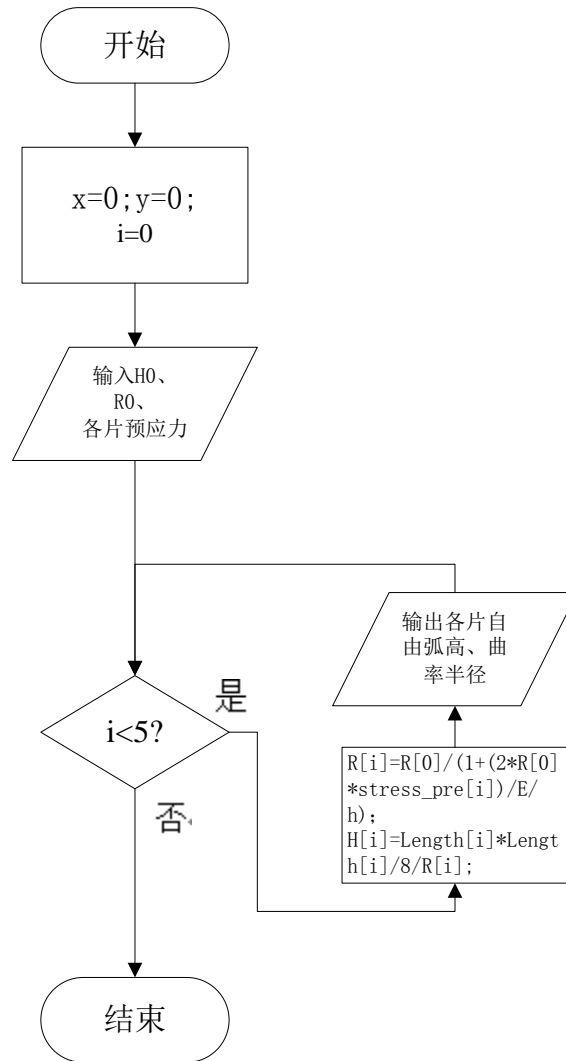 开始
x=0;y=0;
i=0
输入H0、
R0、
各片预应力
输出各片自
由弧高、曲
率半径
是
i<5?
R[i]=R[0]/(1+(2*R[0]
*stress_pre[i])/E/
h);
H[i]=Length[i]*Lengt
h[i]/8/R[i];
否
结束